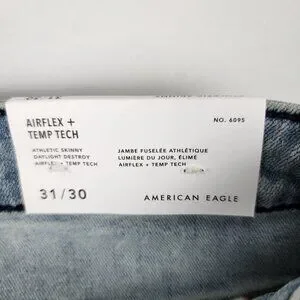 AIRFLEX +
TEMP TECH
NO. 6095
ATHLETIC SKINNY
DAYLIGHT DESTROY
AIRFLEX + TEMP TECH
JAMBE FUSELÉE ATHLÉTIQUE
LUMIÈRE DU JOUR, ÉLIMÉ
AIRFLEX + TEMP TECH
31/30
AMERICAN EAGLE